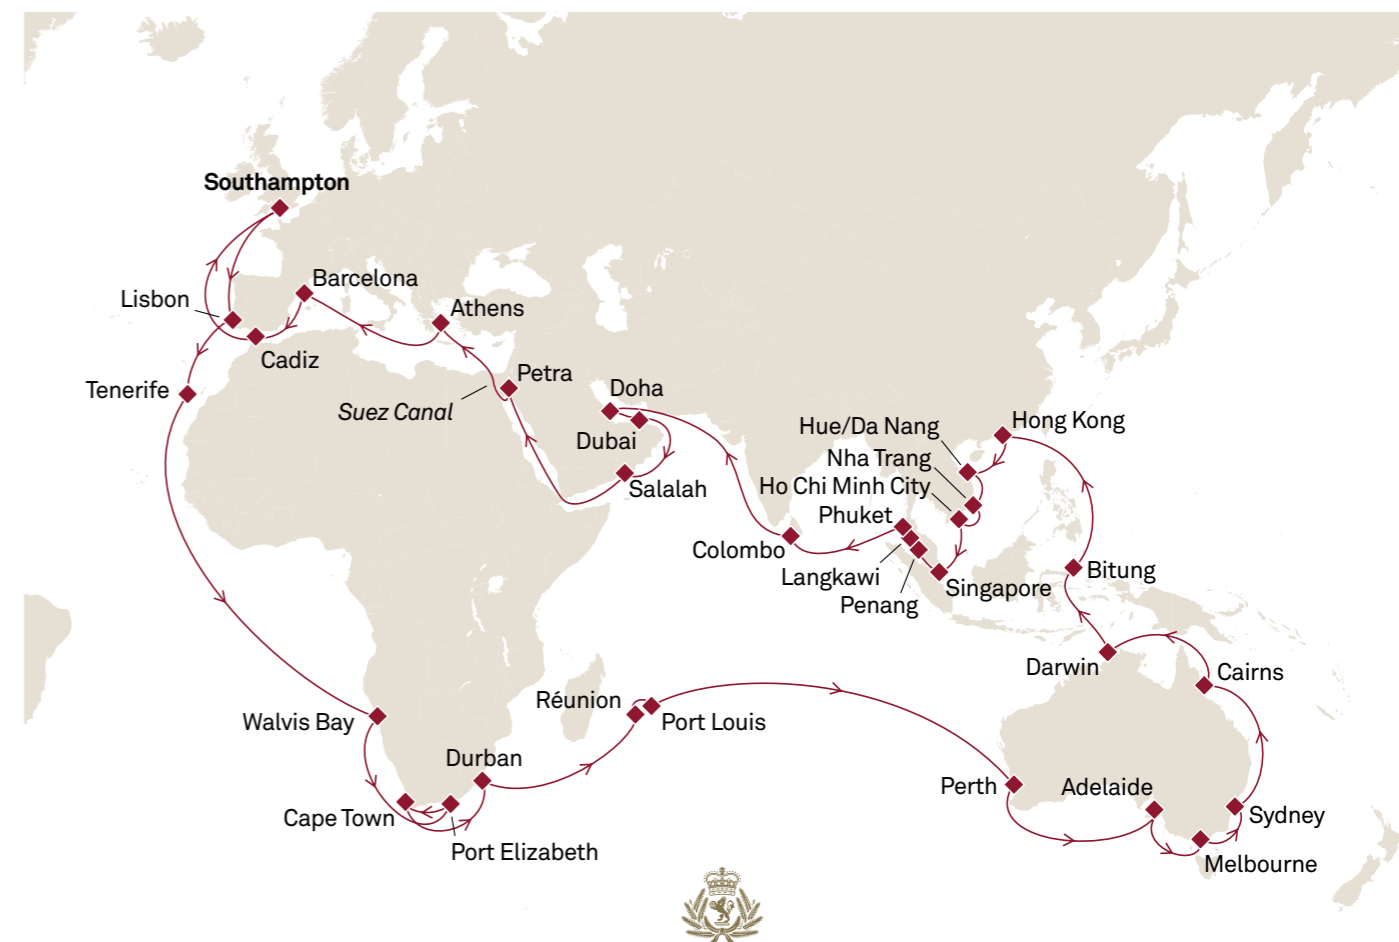 Southampton
Barcelona
Lisbon
Athens
Cadiz
Petra
Tenerife
Doha
Suez Canal
Hong Kong
Hue/Da Nang
Dubai
Nha Trang
Salalah
Ho Chi Minh City
Phuket
Colombo
Langkawi
Bitung
Singapore
Penang
Darwin
Cairns
Réunion
Walvis Bay
Port Louis
Durban
Perth
Adelaide
Cape Town
Sydney
Port Elizabeth
Melbourne